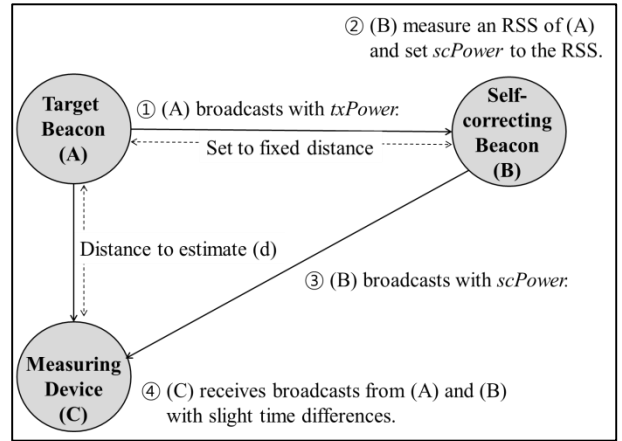 ② (B) measure an RSS of (A)
and set scPower to the RSS.
Target
Beacon
(A)
① (A) broadcasts with txPower.
Set to fixed distance
Self-
correcting
Beacon
(B)
Distance to estimate (d)
③ (B) broadcasts with scPower.
Measuring
Device
(C)
④ (C) receives broadcasts from (A) and (B)
with slight time differences.